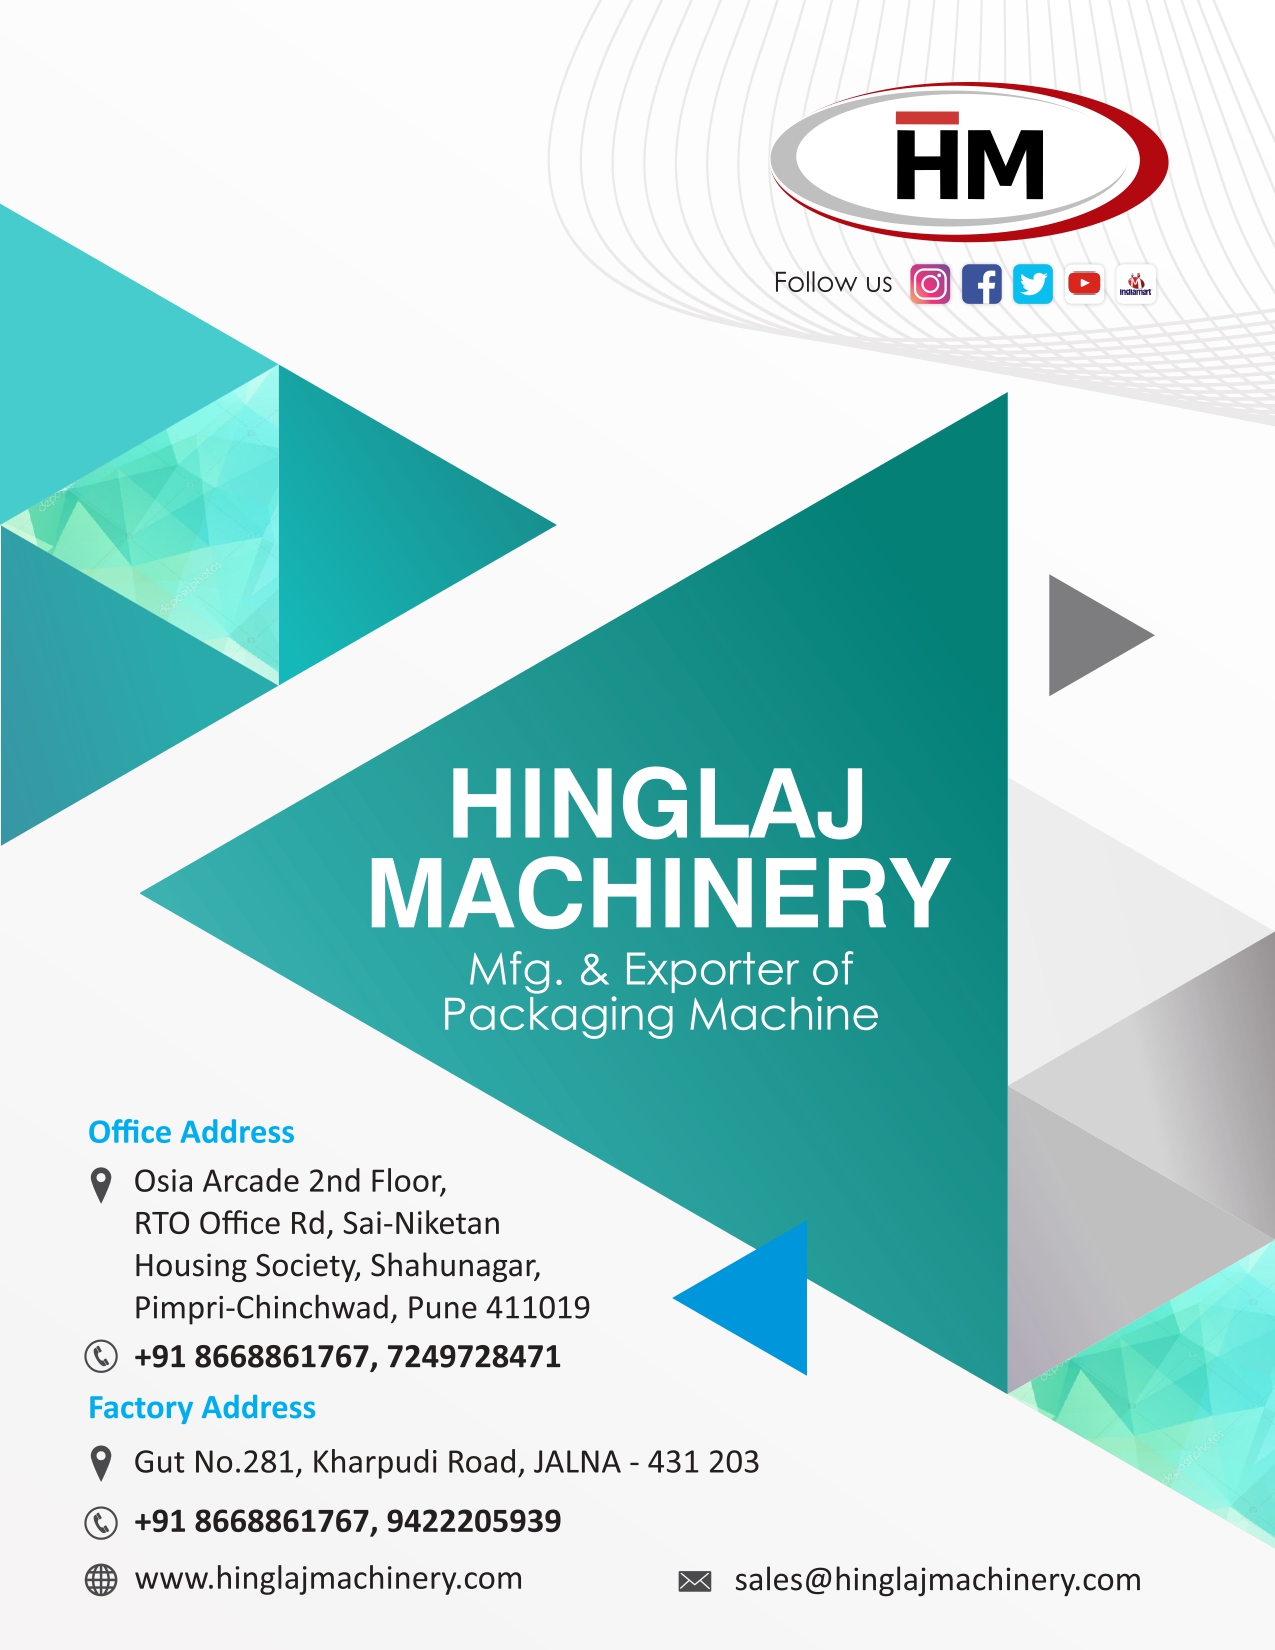 HM
Follow us
indiamart
HINGLAJ
MACHINERY
Mfg. & Exporter of
Packaging Machine
Office Address
Osia Arcade 2nd Floor,
RTO Office Rd, Sai-Niketan
Housing Society, Shahunagar,
Pimpri-Chinchwad, Pune 411019
+91 8668861767, 7249728471
Factory Address
Gut No.281, Kharpudi Road, JALNA - 431 203
+91 8668861767, 9422205939
www.hinglajmachinery.com
sales@hinglajmachinery.com